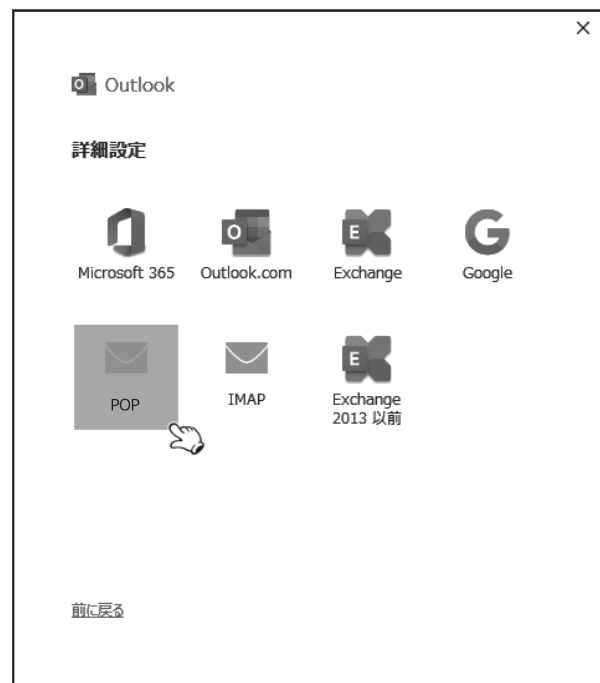 Outlook
詳細設定
Microsoft 365
Outlook.com
Exchange
Google
POP
IMAP
Exchange
2013 以前
前に戻る